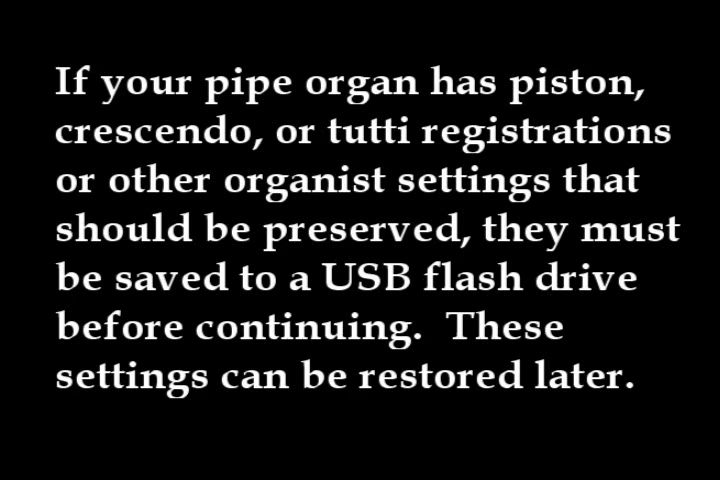 If your pipe organ has piston,
crescendo, or tutti registrations
or other organist settings that
should be preserved, they must
be saved to a USB flash drive
before continuing.  These
settings can be restored later.